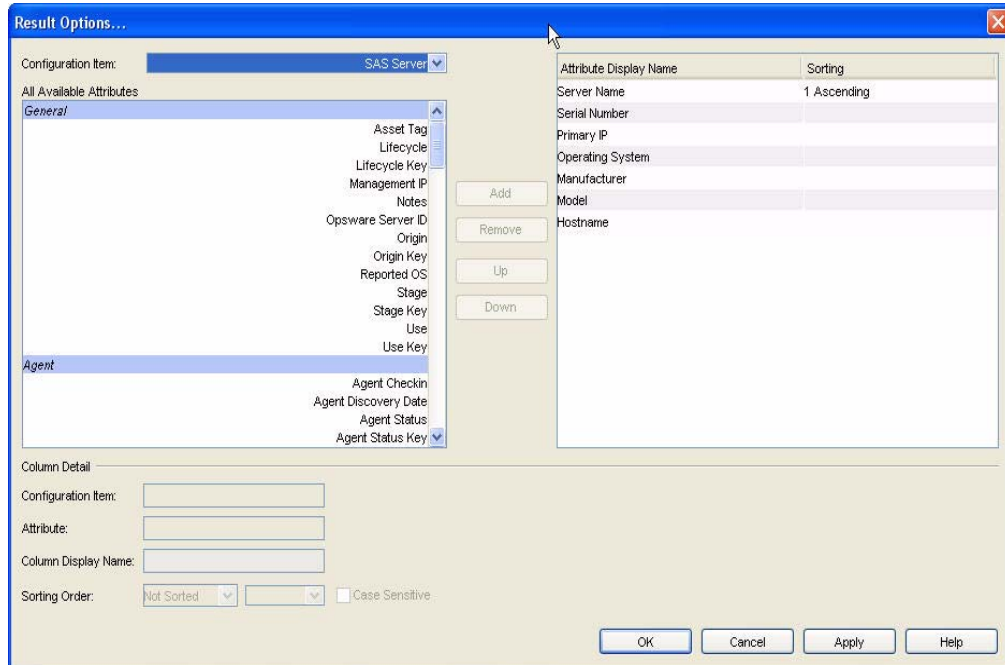 Result Options...
Configuration Item: SAS Server
All Available Attributes
General
Asset Tag
Lifecycle
Lifecycle Key
Management IP
Notes
Opsware Server ID
Origin
Origin Key
Reported OS
Stage
Stage Key
Use
Use Key
Agent
Agent Checkin
Agent Discovery Date
Agent Status
Agent Status Key
Add
Remove
Up
Down
Attribute Display Name Sorting
Server Name 1 Ascending
Serial Number
Primary IP
Operating System
Manufacturer
Model
Hostname
Column Detail
Configuration Item:
Attribute:
Column Display Name:
Sorting Order: Not Sorted Case Sensitive
OK Cancel Apply Help